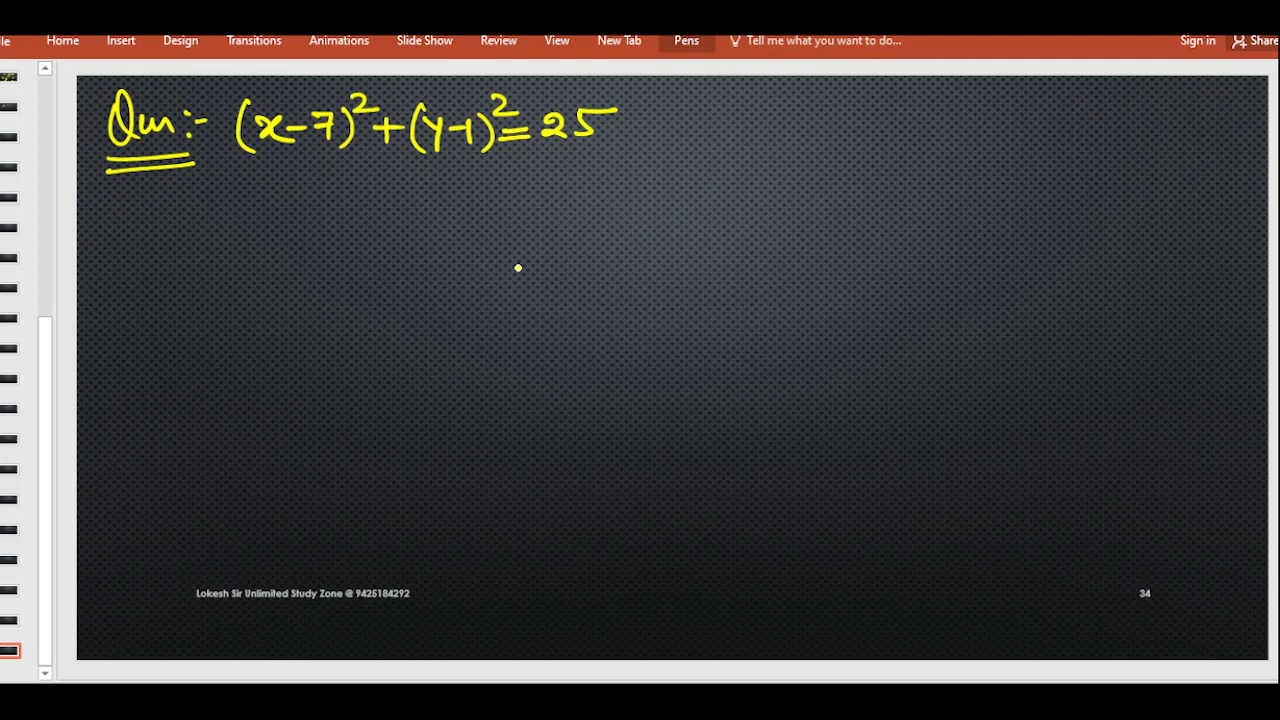 le Home Insert Design Transitions Animations Slide Show Review View New Tab Pens Tell me what you want to do... Sign in Share
Qun:- (x-7)²+(y-1)²=25
Lokesh Sir Unlimited Study Zone @ 9425184292 34